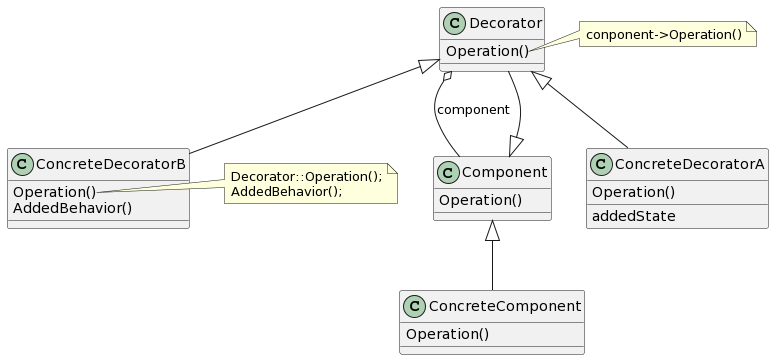 C Decorator
Operation()
conponent->Operation()
component
C ConcreteDecoratorB
Operation()
AddedBehavior()
Decorator::Operation();
AddedBehavior();
C Component
Operation()
C ConcreteDecoratorA
Operation()
addedState
C ConcreteComponent
Operation()